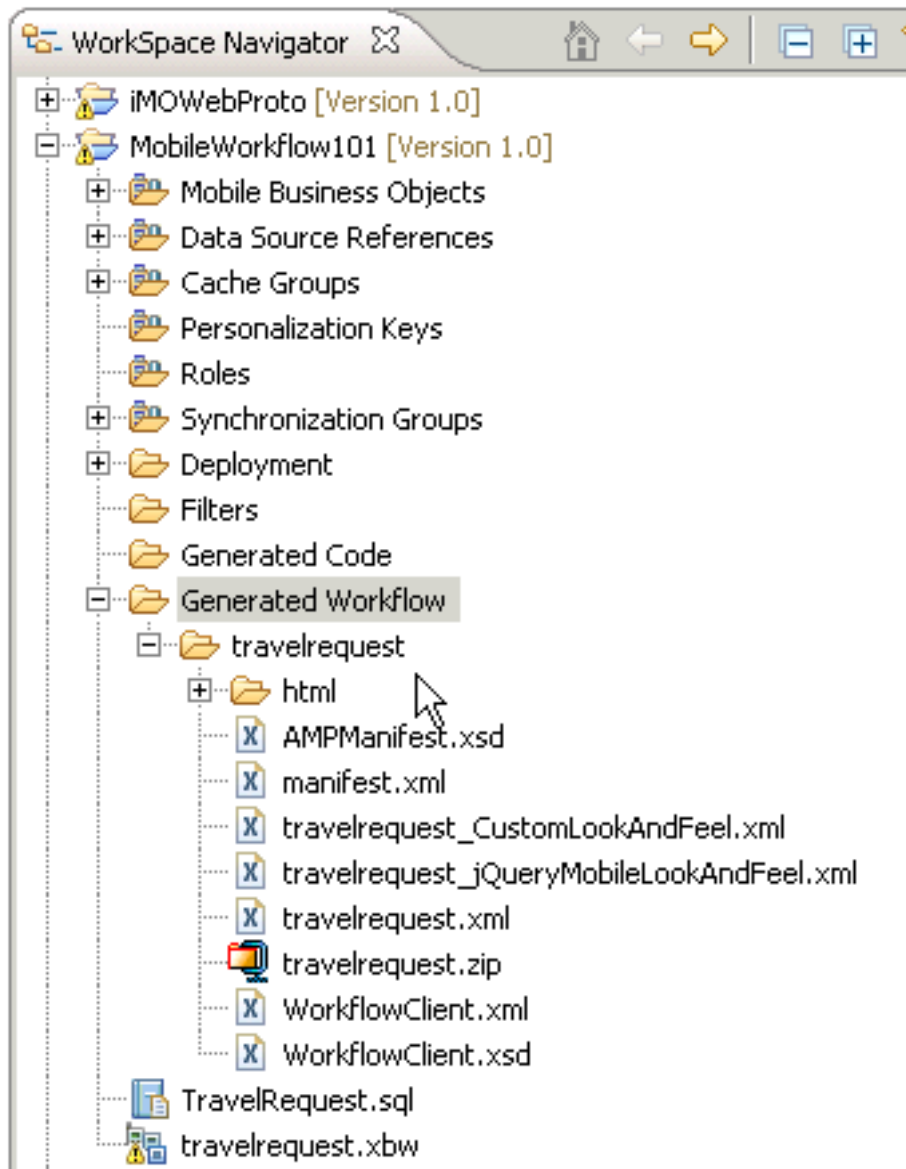 WorkSpace Navigator
iMOWebProto [Version 1.0]
MobileWorkflow101 [Version 1.0]
Mobile Business Objects
Data Source References
Cache Groups
Personalization Keys
Roles
Synchronization Groups
Deployment
Filters
Generated Code
Generated Workflow
travelrequest
html
AMPManifest.xsd
manifest.xml
travelrequest_CustomLookAndFeel.xml
travelrequest_jQueryMobileLookAndFeel.xml
travelrequest.xml
travelrequest.zip
WorkflowClient.xml
WorkflowClient.xsd
TravelRequest.sql
travelrequest.xbw